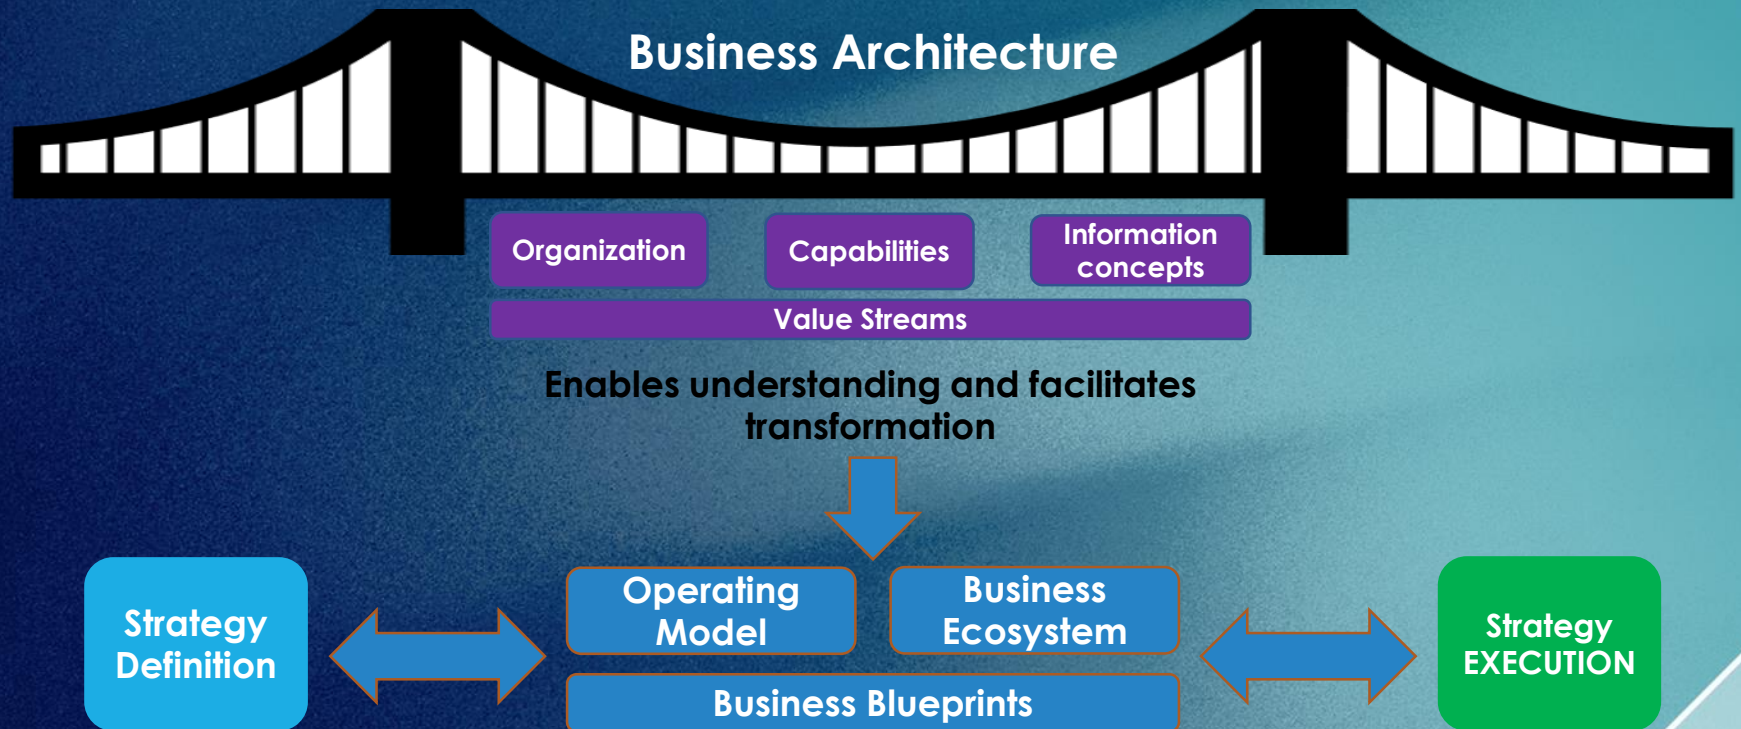 Business Architecture
Organization
Capabilities
Information
concepts
Value Streams
Enables understanding and facilitates
transformation
Strategy
Definition
Operating
Model
Business
Ecosystem
Business Blueprints
Strategy
EXECUTION